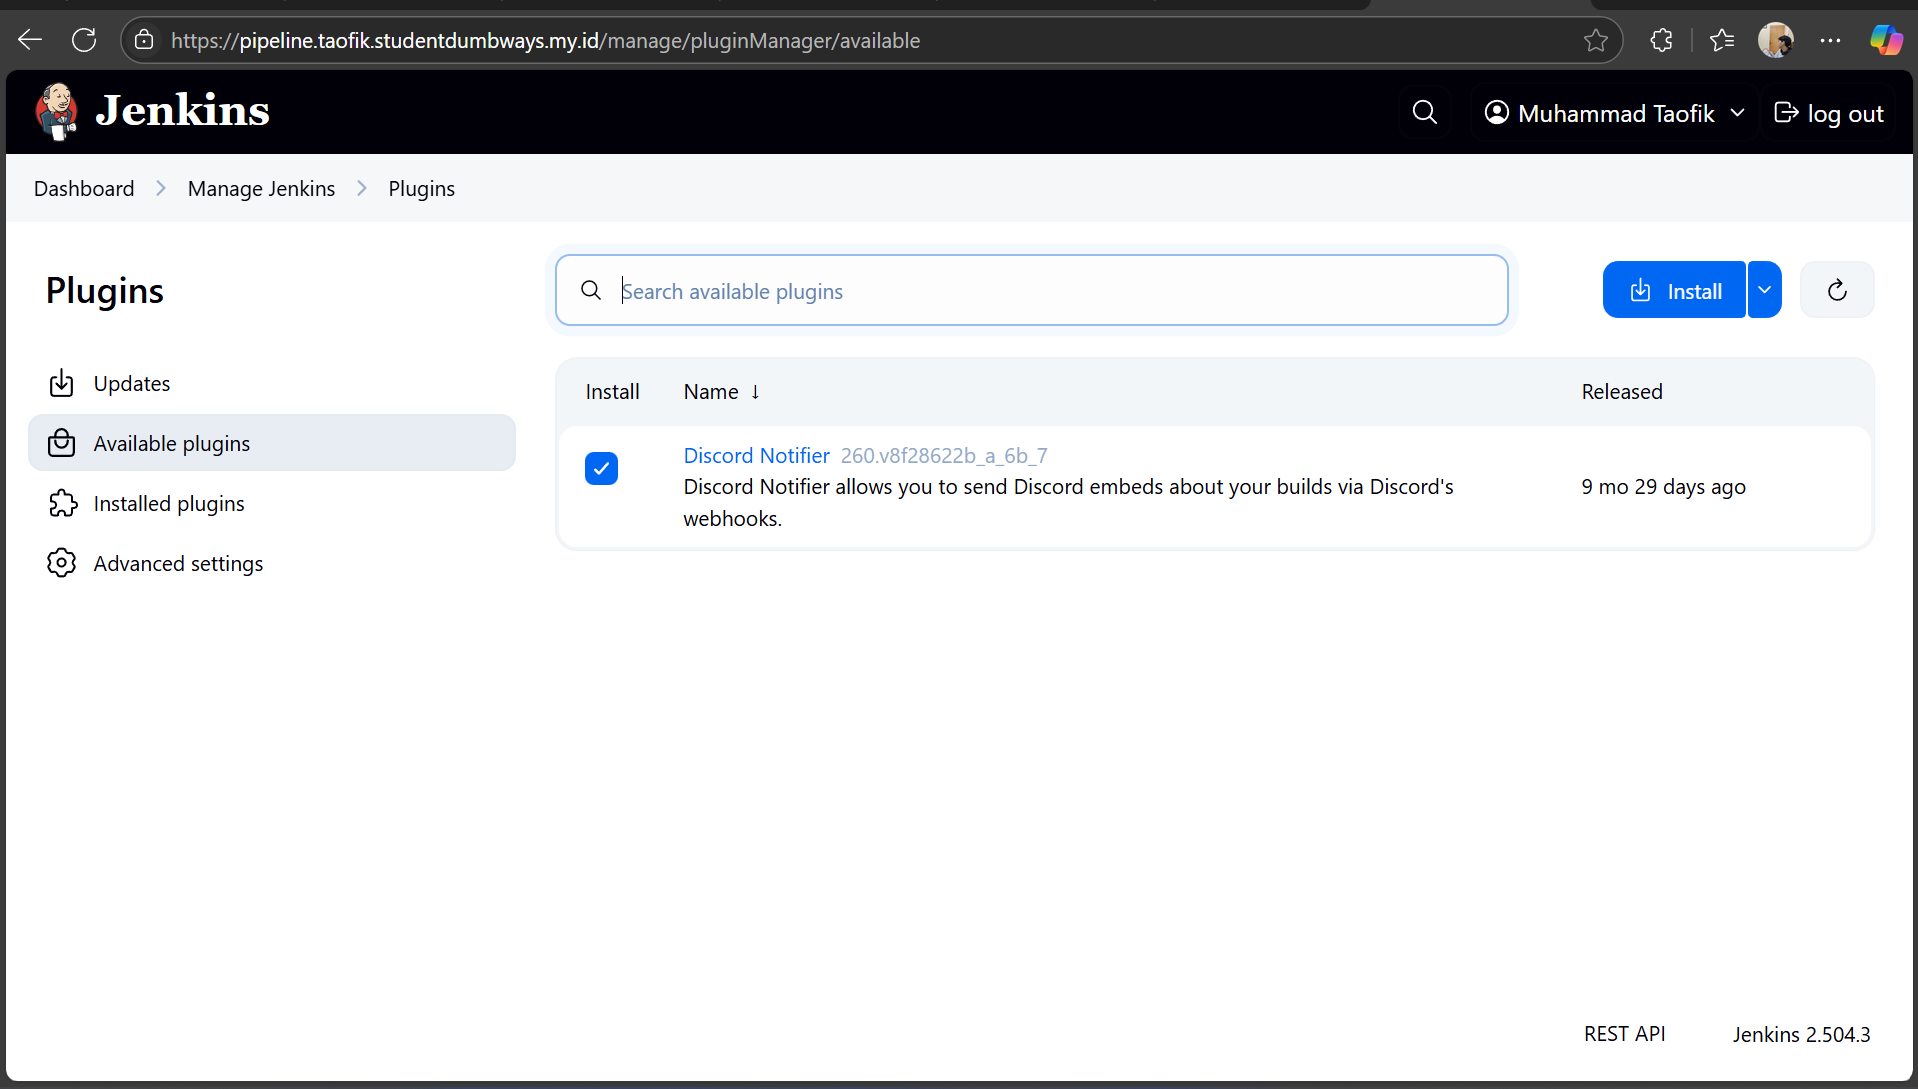 https://pipeline.taofik.studentdumbways.my.id/manage/pluginManager/available
Jenkins
Muhammad Taofik
log out
Dashboard
Manage Jenkins
Plugins
Plugins
Search available plugins
Install
Updates
Available plugins
Installed plugins
Advanced settings
Install
Name ↓
Released
Discord Notifier 260.v8f28622b_a_6b_7
Discord Notifier allows you to send Discord embeds about your builds via Discord's
webhooks.
9 mo 29 days ago
REST API
Jenkins 2.504.3